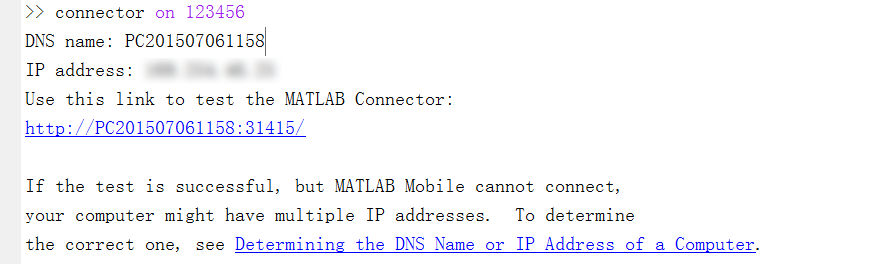 >> connector on 123456
DNS name: PC201507061158
IP address:
Use this link to test the MATLAB Connector:
http://PC201507061158:31415/
If the test is successful, but MATLAB Mobile cannot connect,
your computer might have multiple IP addresses. To determine
the correct one, see Determining the DNS Name or IP Address of a Computer.